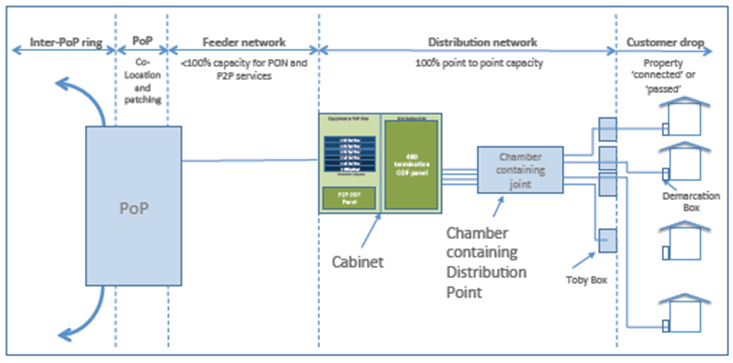 Inter-PoP ring
PoP
Feeder network
Distribution network
Customer drop
Co-
Location
and
patching
<100% capacity for PON and
P2P services
100% point to point capacity
Property
'connected' or
'passed'
PoP
480
termination
ODF panel
P2P ODF
Panel
Chamber
containing
joint
Cabinet
Chamber
containing
Distribution
Point
Toby Box
Demarcation
Box